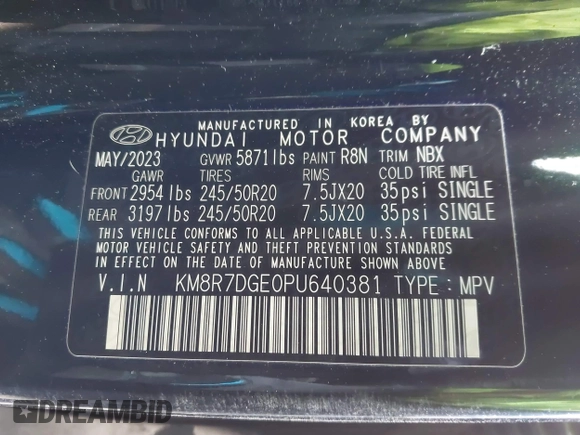 MANUFACTURED IN KOREA BY
HYUNDAI MOTOR COMPANY
MAY/2023 GVWR 5871lbs PAINT R8N TRIM NBX
GAWR TIRES RIMS COLD TIRE INFL
FRONT 2954lbs 245/50R20 7.5JX20 35psi SINGLE
REAR 3197lbs 245/50R20 7.5JX20 35psi SINGLE
THIS VEHICLE CONFORMS TO ALL APPLICABLE U.S.A. FEDERAL
MOTOR VEHICLE SAFETY AND THEFT PREVENTION STANDARDS
IN EFFECT ON THE DATE OF MANUFACTURE SHOWN ABOVE.
V.I.N KM8R7DGE0PU640381 TYPE : MPV
DREAMBID